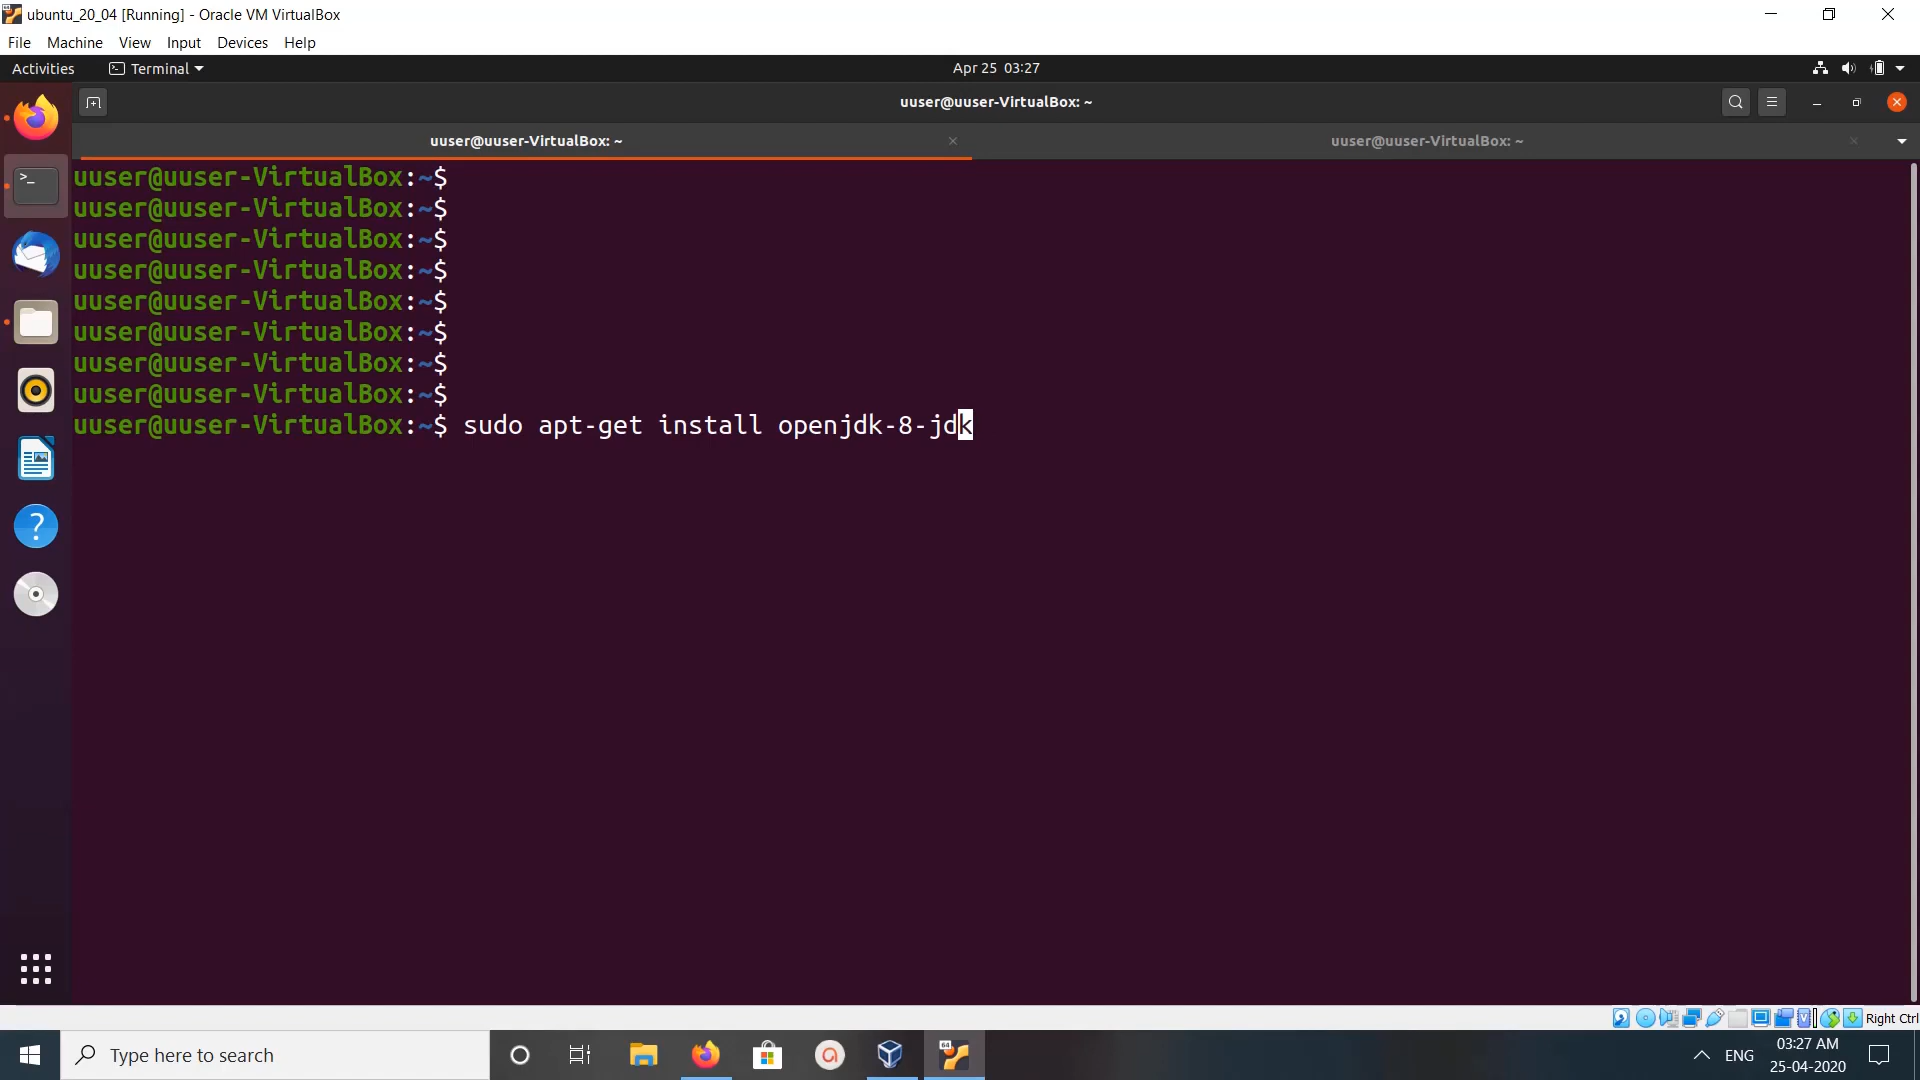 ubuntu_20_04 [Running] - Oracle VM VirtualBox
File Machine View Input Devices Help
Activities Terminal Apr 25 03:27
uuser@uuser-VirtualBox: ~
uuser@uuser-VirtualBox: ~ uuser@uuser-VirtualBox: ~
uuser@uuser-VirtualBox:~$
uuser@uuser-VirtualBox:~$
uuser@uuser-VirtualBox:~$
uuser@uuser-VirtualBox:~$
uuser@uuser-VirtualBox:~$
uuser@uuser-VirtualBox:~$
uuser@uuser-VirtualBox:~$
uuser@uuser-VirtualBox:~$
uuser@uuser-VirtualBox:~$ sudo apt-get install openjdk-8-jdk
Right Ctrl
Type here to search
ENG
03:27 AM
25-04-2020